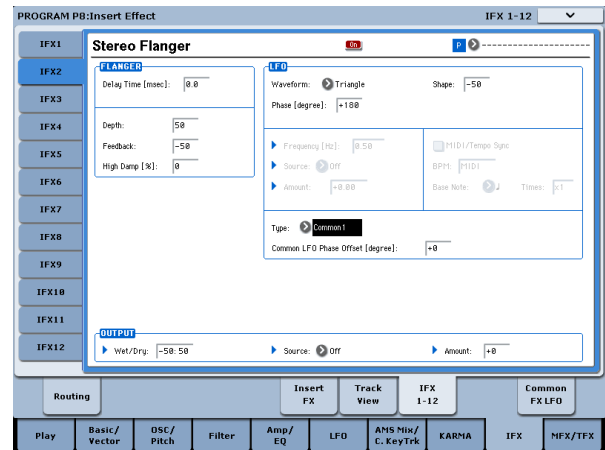 PROGRAM P8:Insert Effect IFX 1-12
IFX1
IFX2
IFX3
IFX4
IFX5
IFX6
IFX7
IFX8
IFX9
IFX10
IFX11
IFX12
Stereo Flanger On P
FLANGER
Delay Time [msec]: 0.0
Depth: 50
Feedback: -50
High Damp [%]: 0
LFO
Waveform: Triangle Shape: -50
Phase [degree]: +180
Frequency [Hz]: 0.50
Source: Off
Amount: +0.00
MIDI/Tempo Sync
BPM: MIDI
Base Note: ♩ Times: x1
Type: Common1
Common LFO Phase Offset [degree]: +0
OUTPUT
Wet/Dry: -50:50 Source: Off Amount: +0
Routing
Insert FX
Track View
IFX 1-12
Common FX LFO
Play
Basic/ Vector
OSC/ Pitch
Filter
Amp/ EQ
LFO
AMS Mix/ C. KeyTrk
KARMA
IFX
MFX/TFX